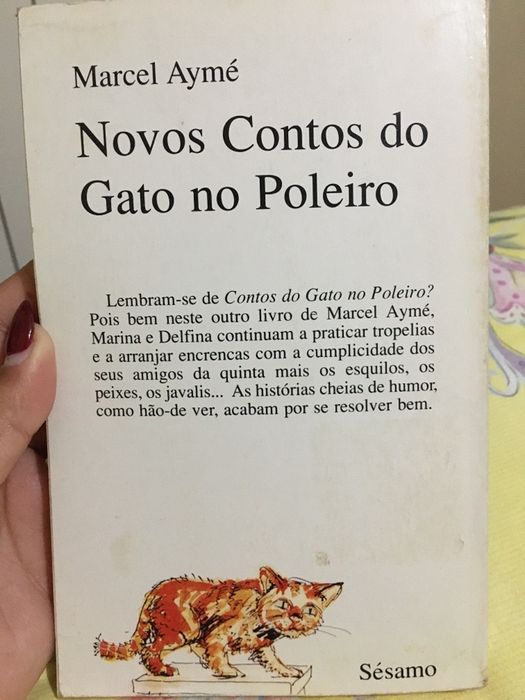 Marcel Aymé
Novos Contos do
Gato no Poleiro
Lembram-se de Contos do Gato no Poleiro?
Pois bem neste outro livro de Marcel Aymé,
Marina e Delfina continuam a praticar tropelias
e a arranjar encrencas com a cumplicidade dos
seus amigos da quinta mais os esquilos, os
peixes, os javalis... As histórias cheias de humor,
como hão-de ver, acabam por se resolver bem.
Sésamo